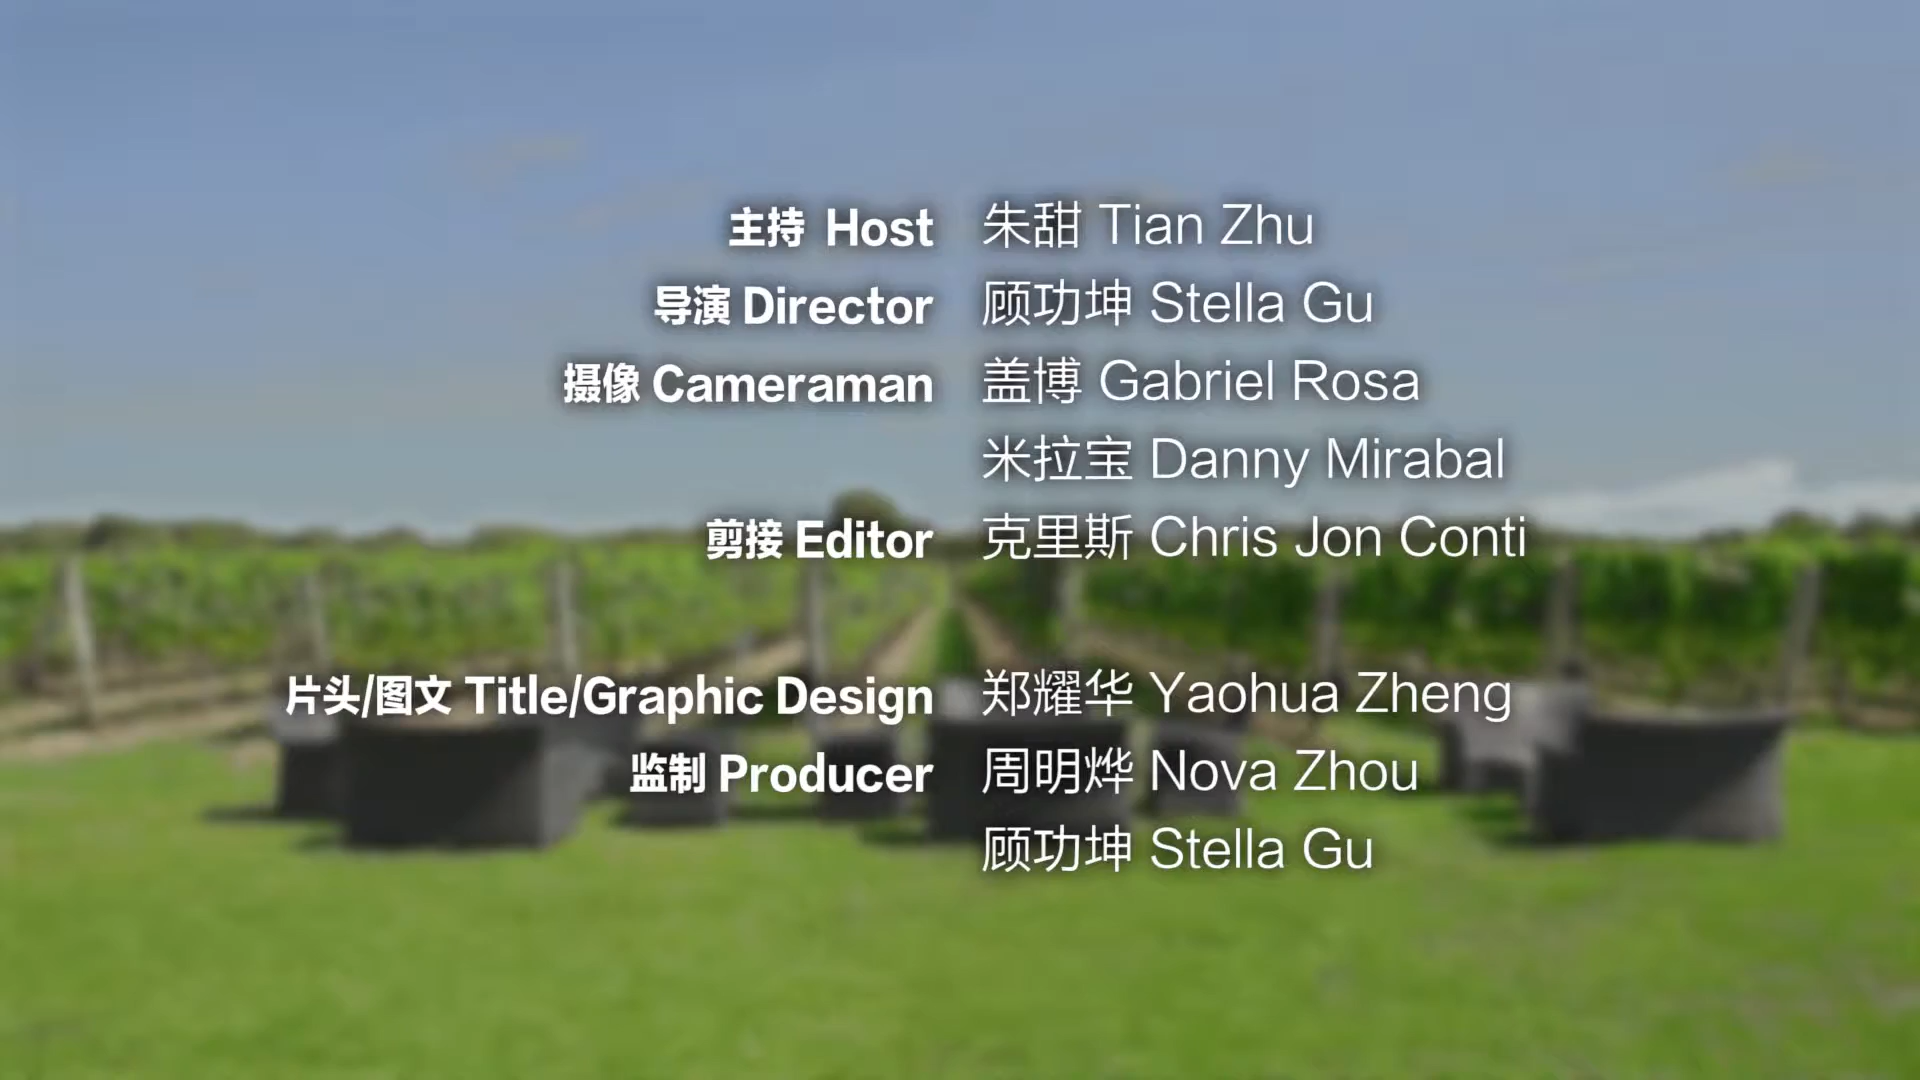 主持 Host 朱甜 Tian Zhu
导演 Director 顾功坤 Stella Gu
摄像 Cameraman 盖博 Gabriel Rosa
米拉宝 Danny Mirabal
剪接 Editor 克里斯 Chris Jon Conti
片头/图文 Title/Graphic Design 郑耀华 Yaohua Zheng
监制 Producer 周明烨 Nova Zhou
顾功坤 Stella Gu